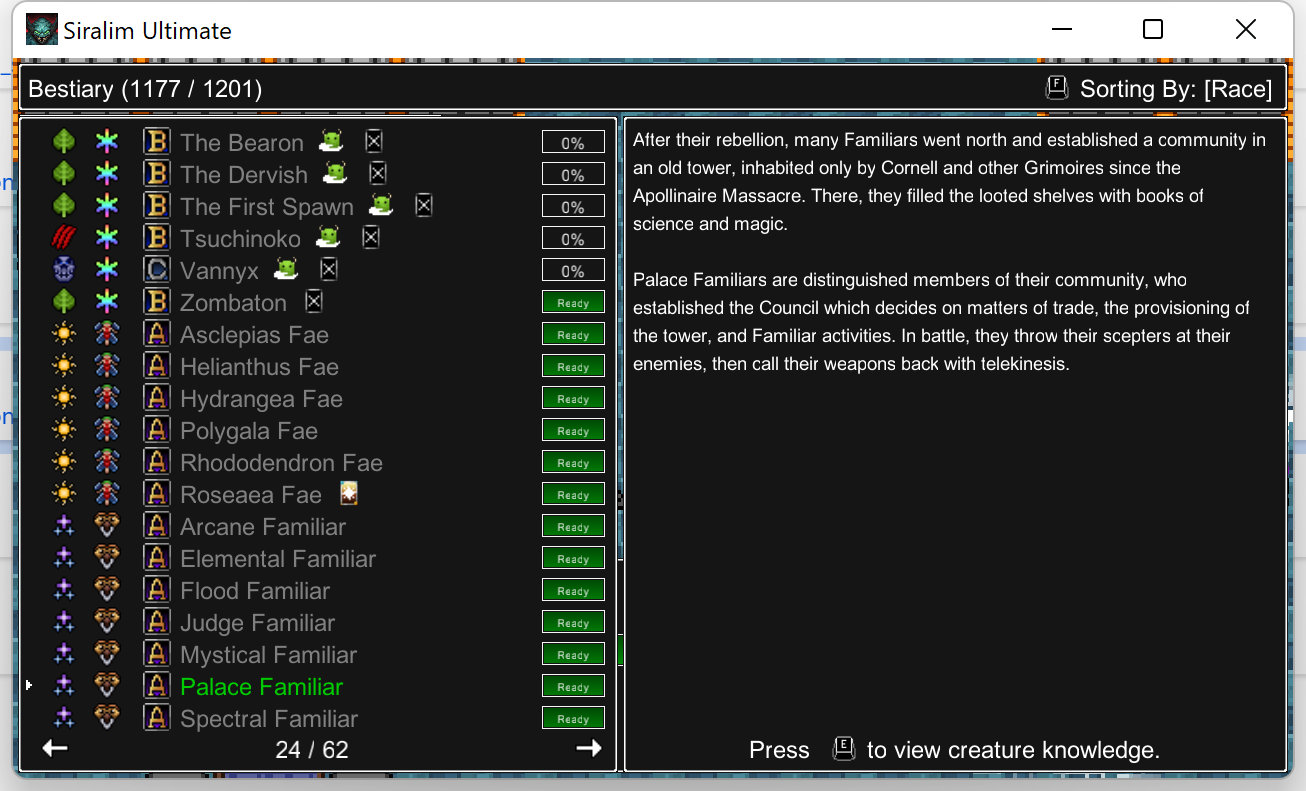 Siralim Ultimate
Bestiary (1177 / 1201)
F Sorting By: [Race]
B The Bearon 0%
B The Dervish 0%
B The First Spawn 0%
B Tsuchinoko 0%
C Vannyx 0%
B Zombaton Ready
A Asclepias Fae Ready
A Helianthus Fae Ready
A Hydrangea Fae Ready
A Polygala Fae Ready
A Rhododendron Fae Ready
A Roseaea Fae Ready
A Arcane Familiar Ready
A Elemental Familiar Ready
A Flood Familiar Ready
A Judge Familiar Ready
A Mystical Familiar Ready
A Palace Familiar Ready
A Spectral Familiar Ready
24 / 62
After their rebellion, many Familiars went north and established a community in
an old tower, inhabited only by Cornell and other Grimoires since the
Apollinaire Massacre. There, they filled the looted shelves with books of
science and magic.
Palace Familiars are distinguished members of their community, who
established the Council which decides on matters of trade, the provisioning of
the tower, and Familiar activities. In battle, they throw their scepters at their
enemies, then call their weapons back with telekinesis.
Press E to view creature knowledge.